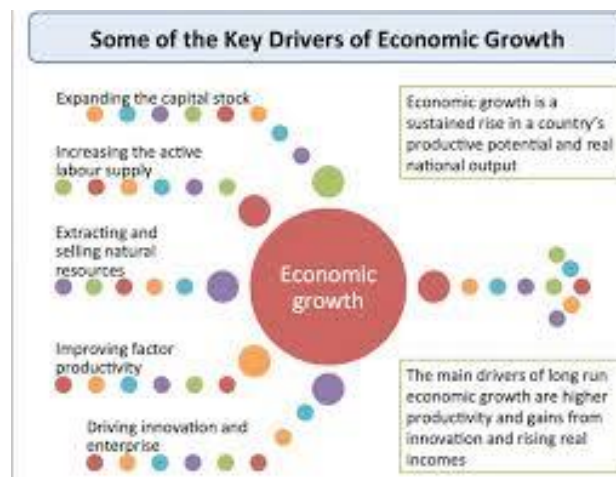 Some of the Key Drivers of Economic Growth
Expanding the capital stock
Increasing the active
labour supply
Extracting and
selling natural
resources
Improving factor
productivity
Driving innovation and
enterprise
Economic
growth
Economic growth is a
sustained rise in a country's
productive potential and real
national output
The main drivers of long run
economic growth are higher
productivity and gains from
innovation and rising real
incomes